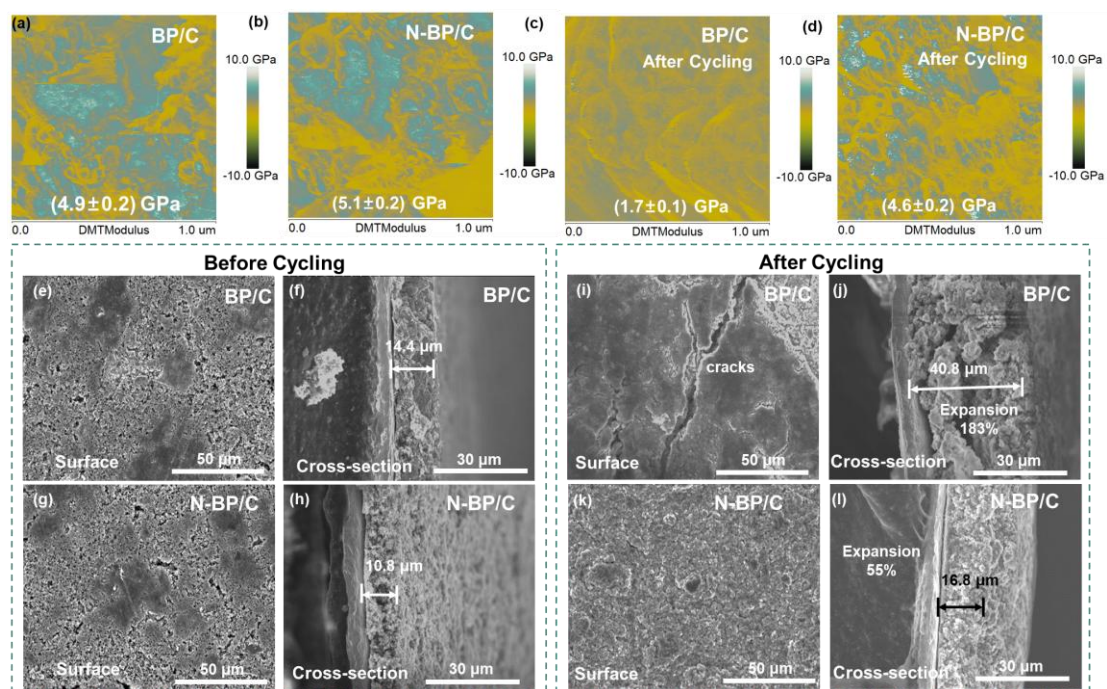 (a)
BP/C
10.0 GPa
-10.0 GPa
(4.9±0.2) GPa
0.0 DMTModulus 1.0 um
(b)
N-BP/C
10.0 GPa
-10.0 GPa
(5.1±0.2) GPa
0.0 DMTModulus 1.0 um
(c)
BP/C
After Cycling
10.0 GPa
-10.0 GPa
(1.7±0.1) GPa
0.0 DMTModulus 1.0 um
(d)
N-BP/C
After Cycling
10.0 GPa
-10.0 GPa
(4.6±0.2) GPa
0.0 DMTModulus 1.0 um
Before Cycling
(e)
BP/C
Surface
50 μm
(f)
BP/C
14.4 μm
Cross-section
30 μm
(g)
N-BP/C
Surface
50 μm
(h)
N-BP/C
10.8 μm
Cross-section
30 μm
After Cycling
(i)
BP/C
cracks
Surface
50 μm
(j)
BP/C
40.8 μm
Expansion
183%
Cross-section
30 μm
(k)
N-BP/C
Surface
50 μm
(l)
N-BP/C
Expansion
55%
16.8 μm
Cross-section
30 μm